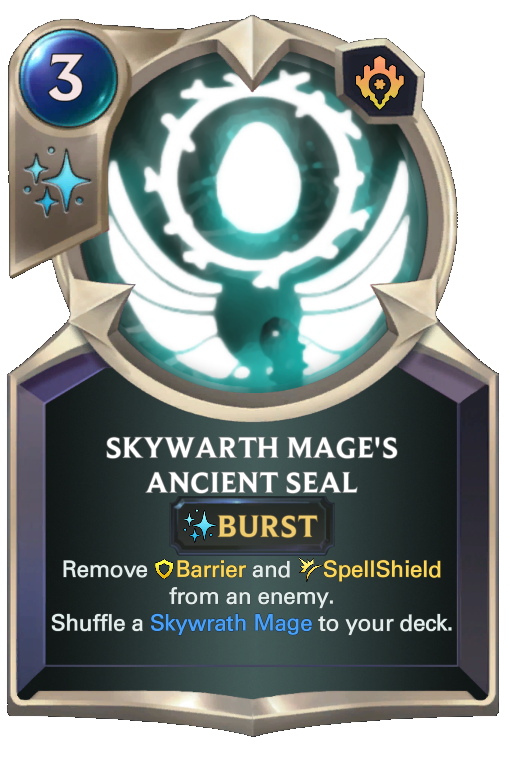 3
SKYWARTH MAGE'S
ANCIENT SEAL
BURST
Remove Barrier and SpellShield
from an enemy.
Shuffle a Skywrath Mage to your deck.